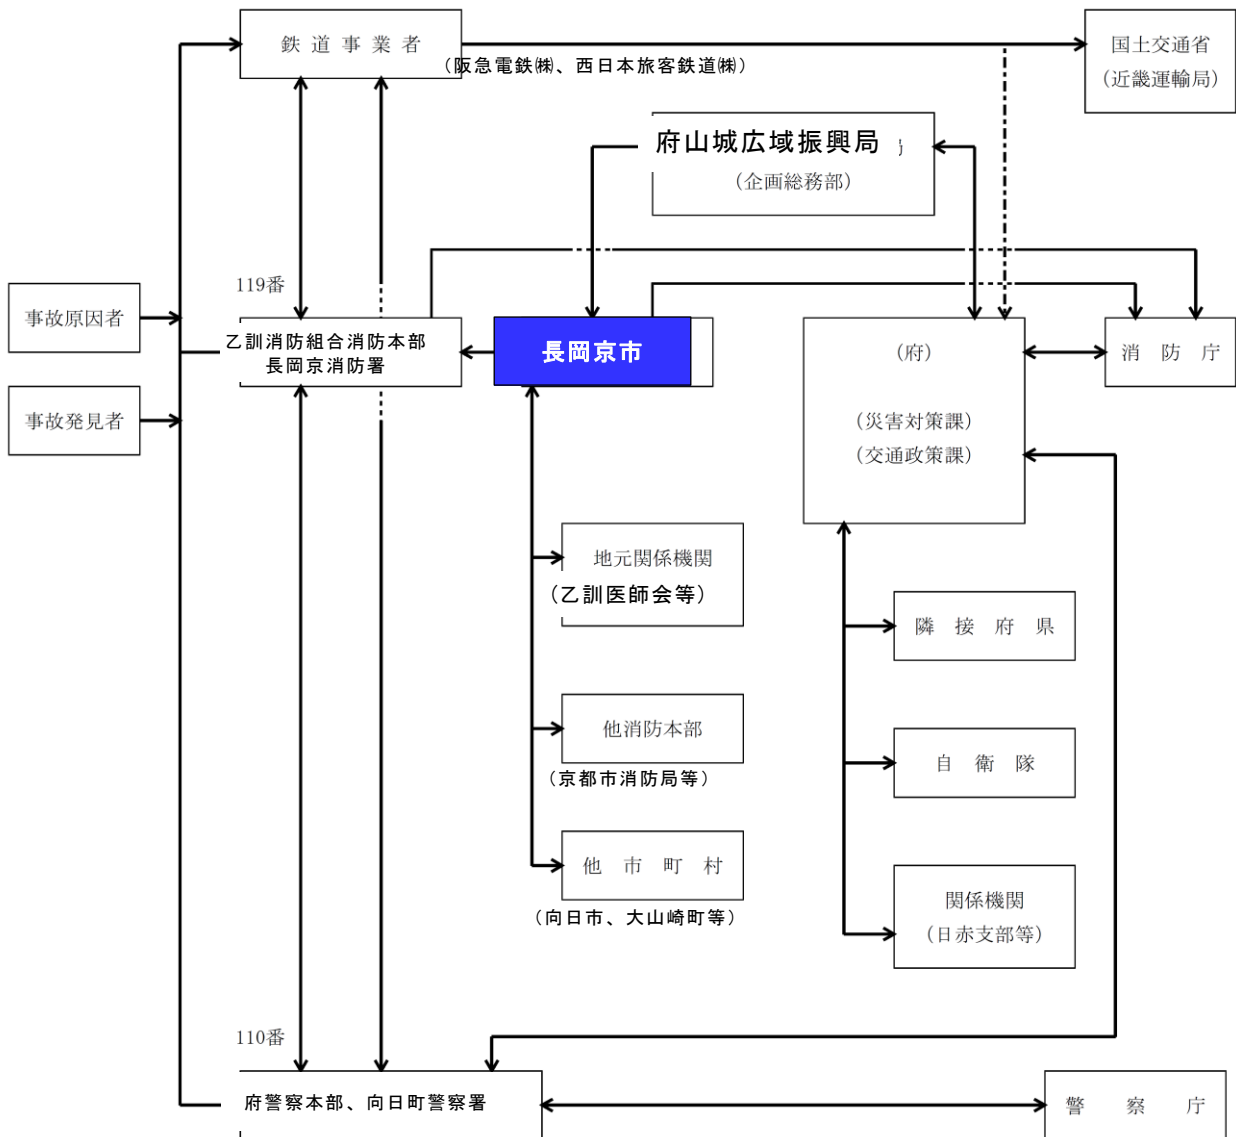 鉄道事業者
(阪急電鉄㈱、西日本旅客鉄道㈱)
国土交通省
(近畿運輸局)
府山城広域振興局
(企画総務部)
119番
事故原因者
乙訓消防組合消防本部
長岡京消防署
長岡京市
(府)
消防庁
事故発見者
(災害対策課)
(交通政策課)
地元関係機関
(乙訓医師会等)
隣接府県
他消防本部
(京都市消防局等)
自衛隊
他市町村
(向日市、大山崎町等)
関係機関
(日赤支部等)
110番
府警察本部、向日町警察署
警察庁